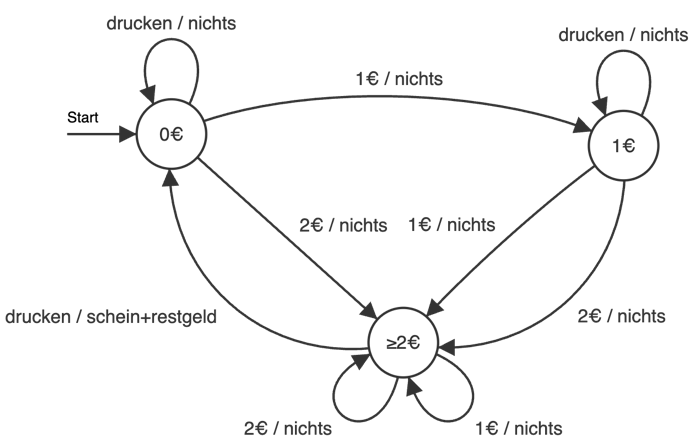 drucken / nichts
drucken / nichts
1€ / nichts
Start
0€
1€
2€ / nichts
1€ / nichts
drucken / schein+restgeld
2€ / nichts
≥2€
2€ / nichts
1€ / nichts